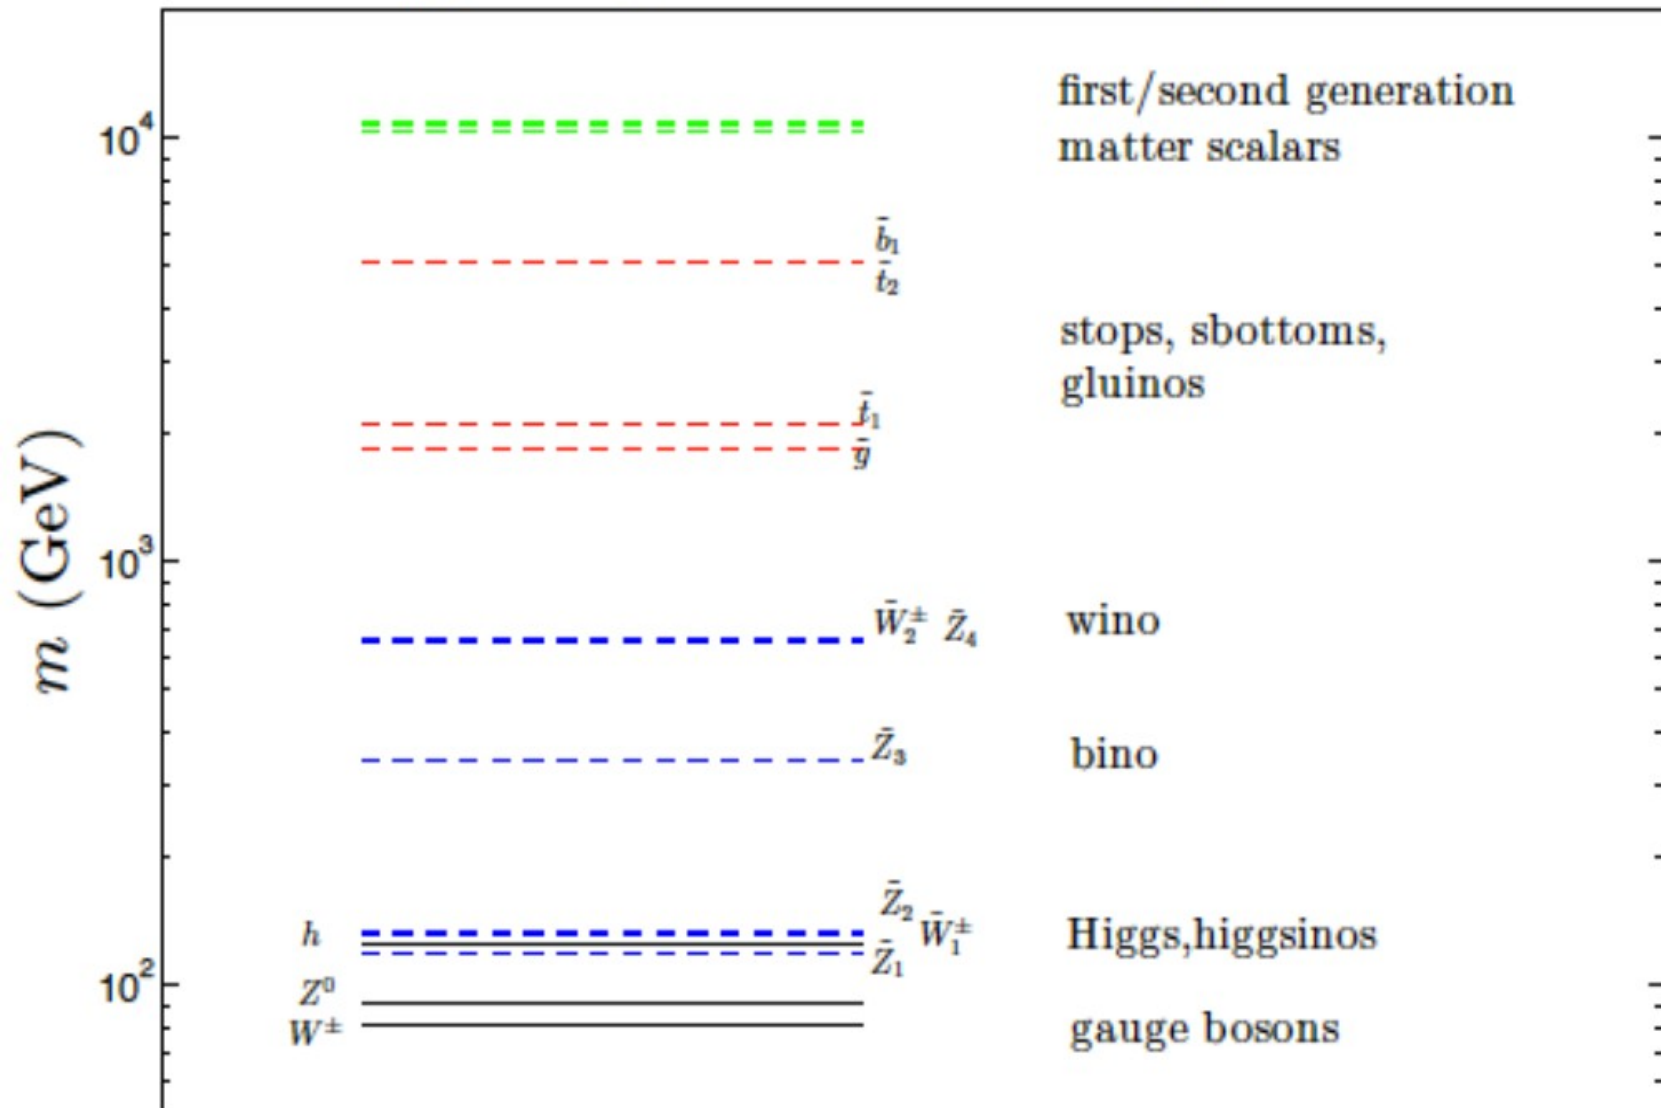 m (GeV)
10⁴
10³
10²
first/second generation
matter scalars
b̃₁
t̃₂
stops, sbottoms,
gluinos
t̃₁
g̃
W̃₂± Z̃₄
wino
Z̃₃
bino
Z̃₂
h
W̃₁±
Higgs,higgsinos
Z̃₁
Z⁰
W±
gauge bosons